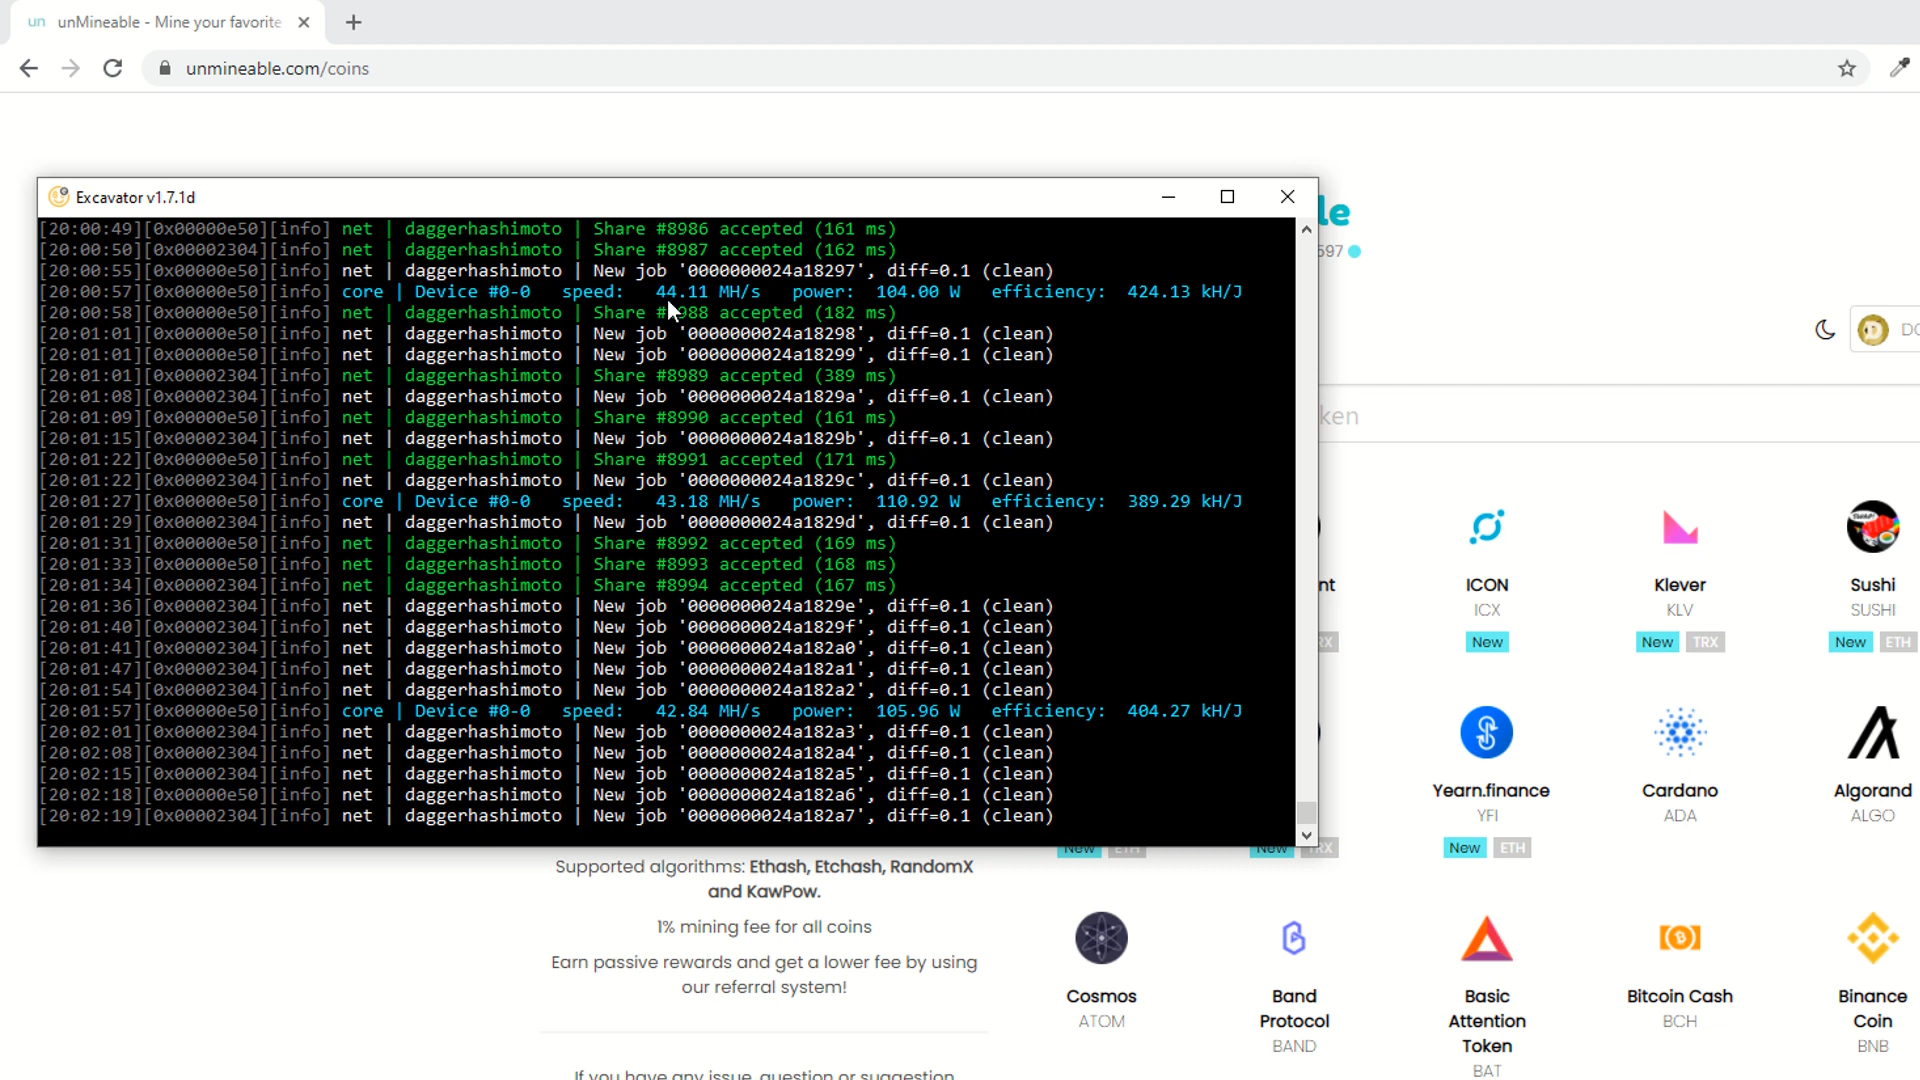 un unMineable - Mine your favorite
unmineable.com/coins
Excavator v1.7.1d
[20:00:49][0x00000e50][info] net | daggerhashimoto | Share #8986 accepted (161 ms)
[20:00:50][0x00002304][info] net | daggerhashimoto | Share #8987 accepted (162 ms)
[20:00:55][0x00000e50][info] net | daggerhashimoto | New job '0000000024a18297', diff=0.1 (clean)
[20:00:57][0x00000e50][info] core | Device #0-0 speed: 44.11 MH/s power: 104.00 W efficiency: 424.13 kH/J
[20:00:58][0x00000e50][info] net | daggerhashimoto | Share #8988 accepted (182 ms)
[20:01:01][0x00002304][info] net | daggerhashimoto | New job '0000000024a18298', diff=0.1 (clean)
[20:01:01][0x00000e50][info] net | daggerhashimoto | New job '0000000024a18299', diff=0.1 (clean)
[20:01:01][0x00002304][info] net | daggerhashimoto | Share #8989 accepted (389 ms)
[20:01:08][0x00002304][info] net | daggerhashimoto | New job '0000000024a1829a', diff=0.1 (clean)
[20:01:09][0x00000e50][info] net | daggerhashimoto | Share #8990 accepted (161 ms)
[20:01:15][0x00002304][info] net | daggerhashimoto | New job '0000000024a1829b', diff=0.1 (clean)
[20:01:22][0x00000e50][info] net | daggerhashimoto | Share #8991 accepted (171 ms)
[20:01:22][0x00002304][info] net | daggerhashimoto | New job '0000000024a1829c', diff=0.1 (clean)
[20:01:27][0x00000e50][info] core | Device #0-0 speed: 43.18 MH/s power: 110.92 W efficiency: 389.29 kH/J
[20:01:29][0x00002304][info] net | daggerhashimoto | New job '0000000024a1829d', diff=0.1 (clean)
[20:01:31][0x00000e50][info] net | daggerhashimoto | Share #8992 accepted (169 ms)
[20:01:33][0x00000e50][info] net | daggerhashimoto | Share #8993 accepted (168 ms)
[20:01:34][0x00002304][info] net | daggerhashimoto | Share #8994 accepted (167 ms)
[20:01:36][0x00002304][info] net | daggerhashimoto | New job '0000000024a1829e', diff=0.1 (clean)
[20:01:40][0x00002304][info] net | daggerhashimoto | New job '0000000024a1829f', diff=0.1 (clean)
[20:01:41][0x00002304][info] net | daggerhashimoto | New job '0000000024a182a0', diff=0.1 (clean)
[20:01:47][0x00002304][info] net | daggerhashimoto | New job '0000000024a182a1', diff=0.1 (clean)
[20:01:54][0x00002304][info] net | daggerhashimoto | New job '0000000024a182a2', diff=0.1 (clean)
[20:01:57][0x00000e50][info] core | Device #0-0 speed: 42.84 MH/s power: 105.96 W efficiency: 404.27 kH/J
[20:02:01][0x00002304][info] net | daggerhashimoto | New job '0000000024a182a3', diff=0.1 (clean)
[20:02:08][0x00002304][info] net | daggerhashimoto | New job '0000000024a182a4', diff=0.1 (clean)
[20:02:15][0x00002304][info] net | daggerhashimoto | New job '0000000024a182a5', diff=0.1 (clean)
[20:02:18][0x00000e50][info] net | daggerhashimoto | New job '0000000024a182a6', diff=0.1 (clean)
[20:02:19][0x00002304][info] net | daggerhashimoto | New job '0000000024a182a7', diff=0.1 (clean)
le
597
DO
ken
nt ICON Klever Sushi
ICX KLV SUSHI
RX New New TRX New ETH
Yearn.finance Cardano Algorand
YFI ADA ALGO
New ETH New TRX New ETH
Supported algorithms: Ethash, Etchash, RandomX
and KawPow.
1% mining fee for all coins
Earn passive rewards and get a lower fee by using
our referral system!
If you have any issue, question or suggestion
Cosmos
ATOM
Band
Protocol
BAND
Basic
Attention
Token
BAT
Bitcoin Cash
BCH
Binance
Coin
BNB